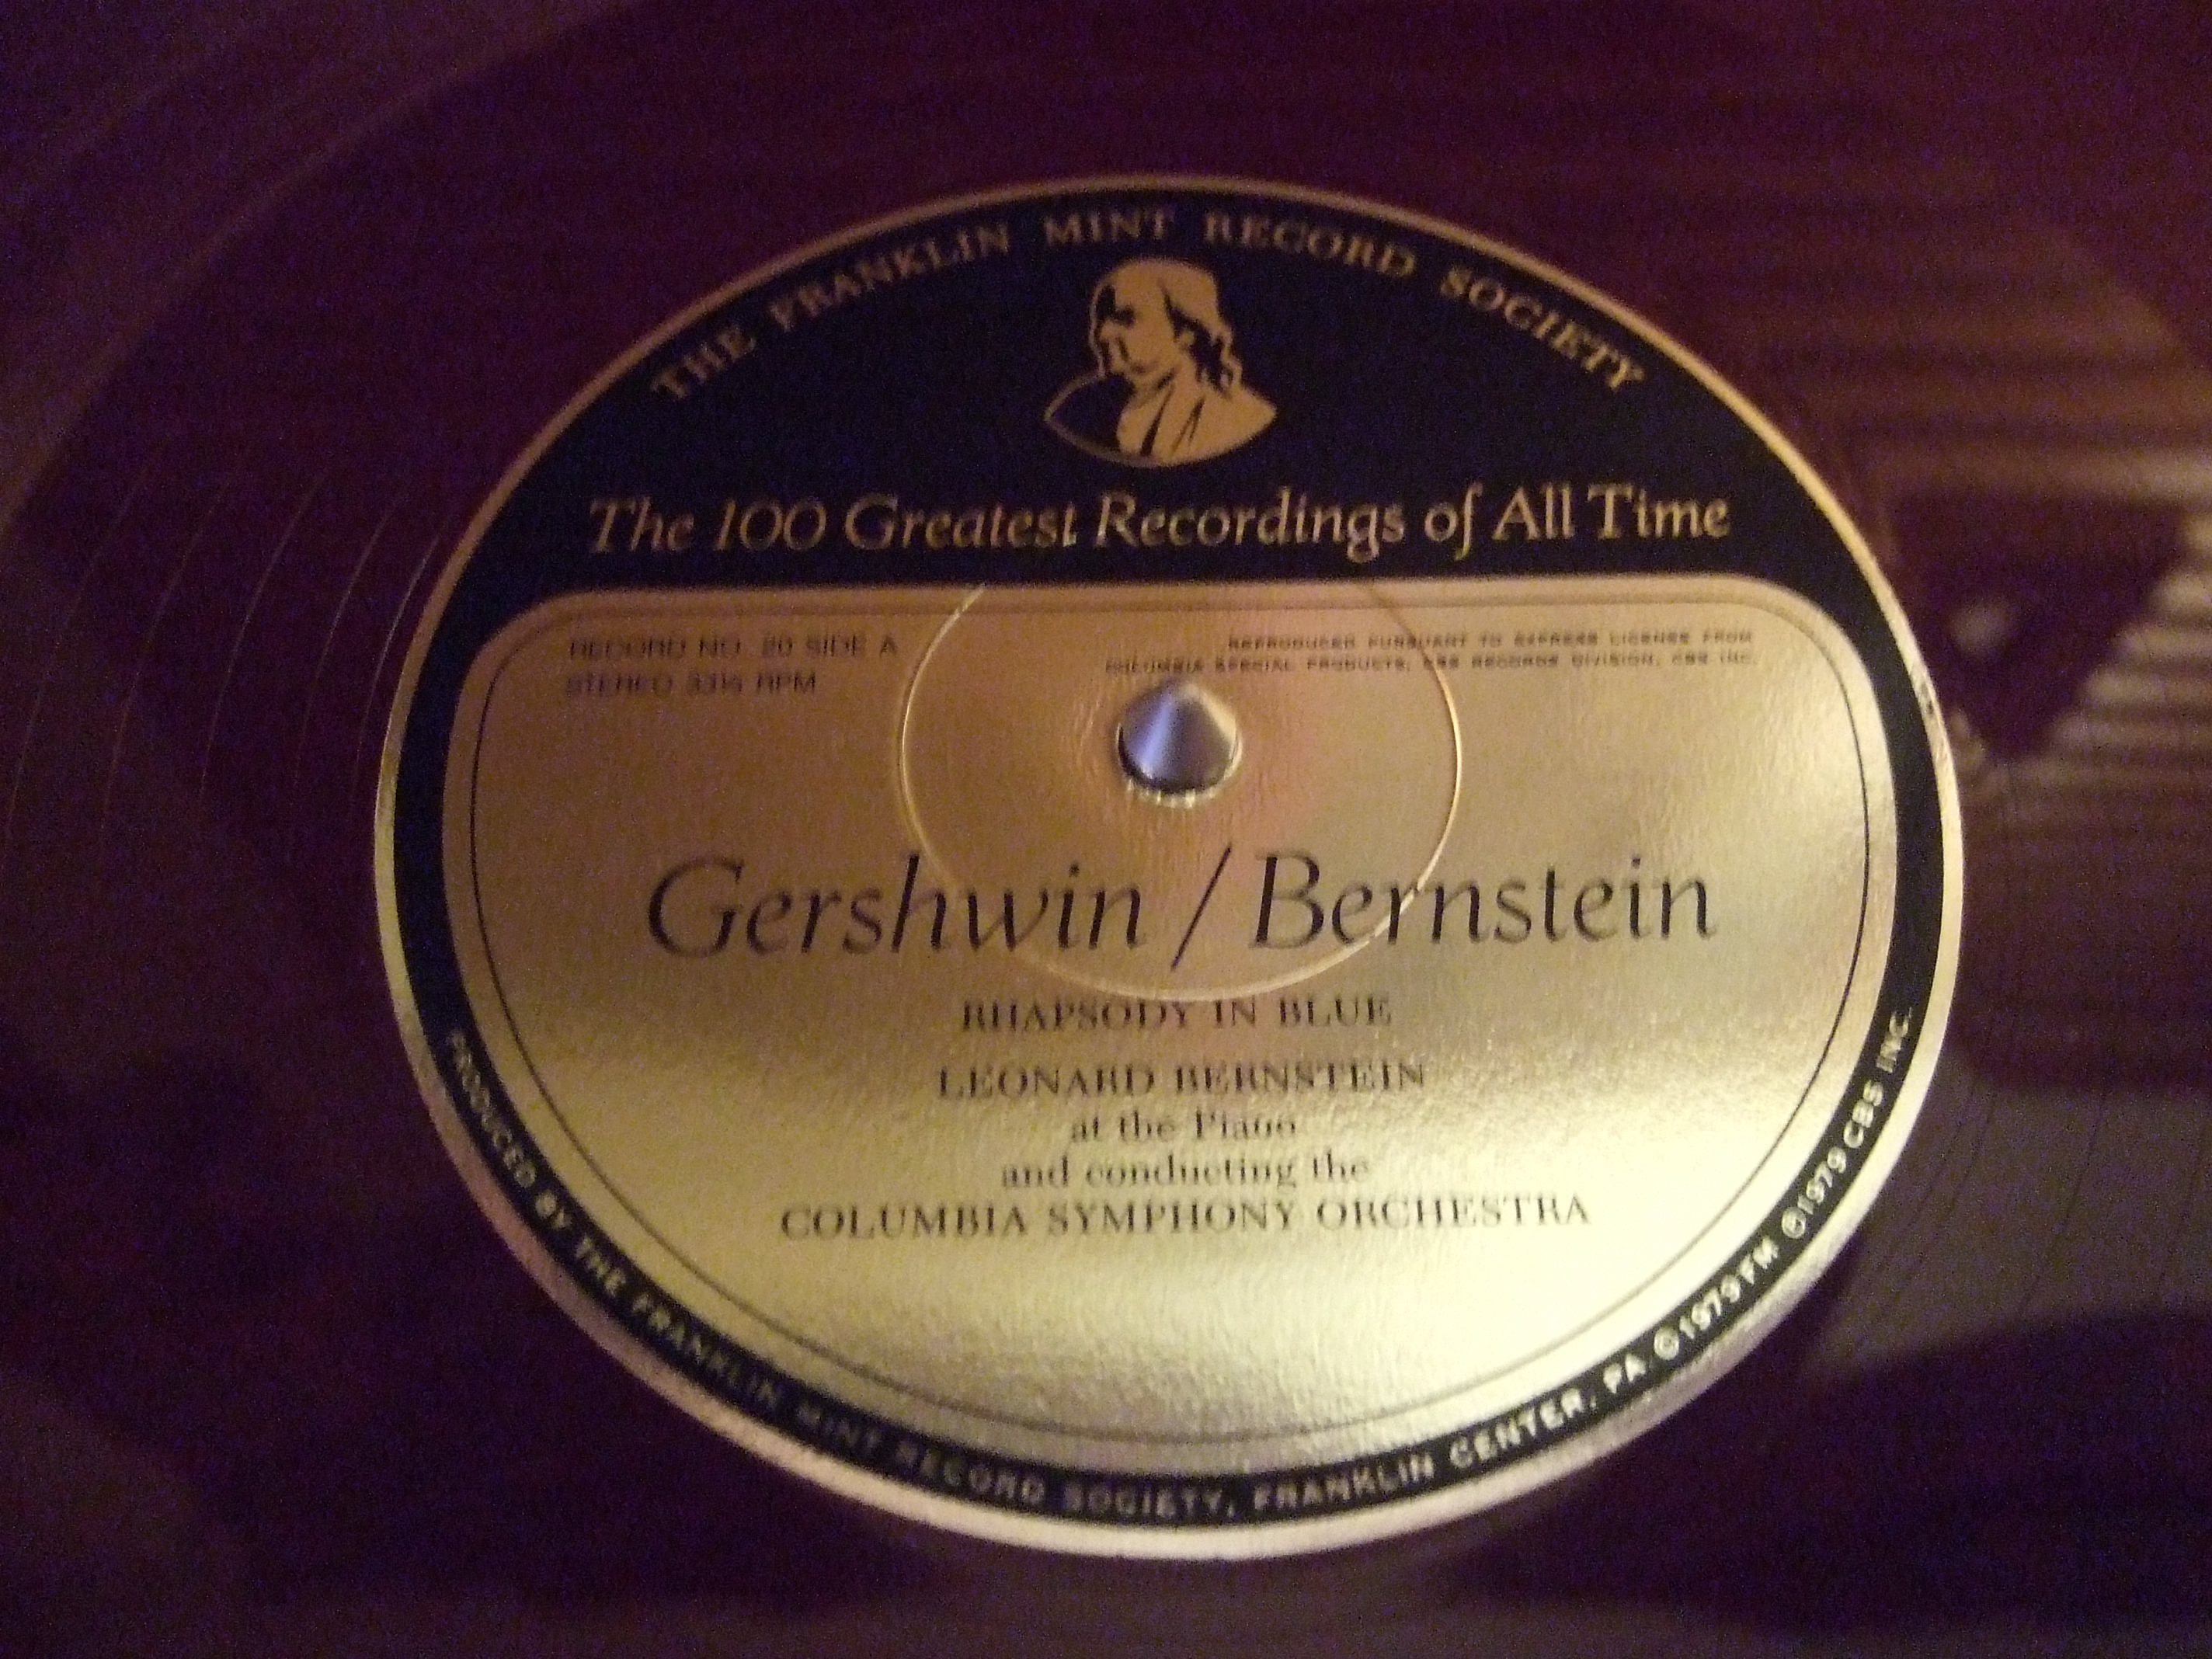 THE FRANKLIN MINT RECORD SOCIETY
The 100 Greatest Recordings of All Time
RECORD NO. 20 SIDE A
STEREO 33⅓ RPM
REPRODUCED PURSUANT TO EXPRESS LICENSE FROM
COLUMBIA SPECIAL PRODUCTS, CBS RECORDS DIVISION, CBS INC.
Gershwin / Bernstein
RHAPSODY IN BLUE
LEONARD BERNSTEIN
at the Piano
and conducting the
COLUMBIA SYMPHONY ORCHESTRA
PRODUCED BY THE FRANKLIN MINT RECORD SOCIETY, FRANKLIN CENTER, PA ©1979 FM ℗1979 CBS INC.